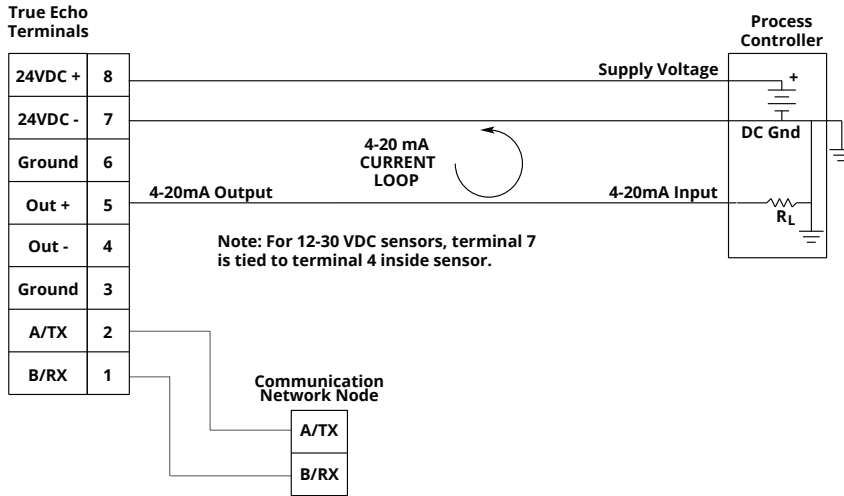 True Echo
Terminals
24VDC + 8
24VDC - 7
Ground 6
Out + 5
Out - 4
Ground 3
A/TX 2
B/RX 1
Process
Controller
Supply Voltage
+
DC Gnd
4-20 mA
CURRENT
LOOP
4-20mA Output
4-20mA Input
RL
Note: For 12-30 VDC sensors, terminal 7
is tied to terminal 4 inside sensor.
Communication
Network Node
A/TX
B/RX